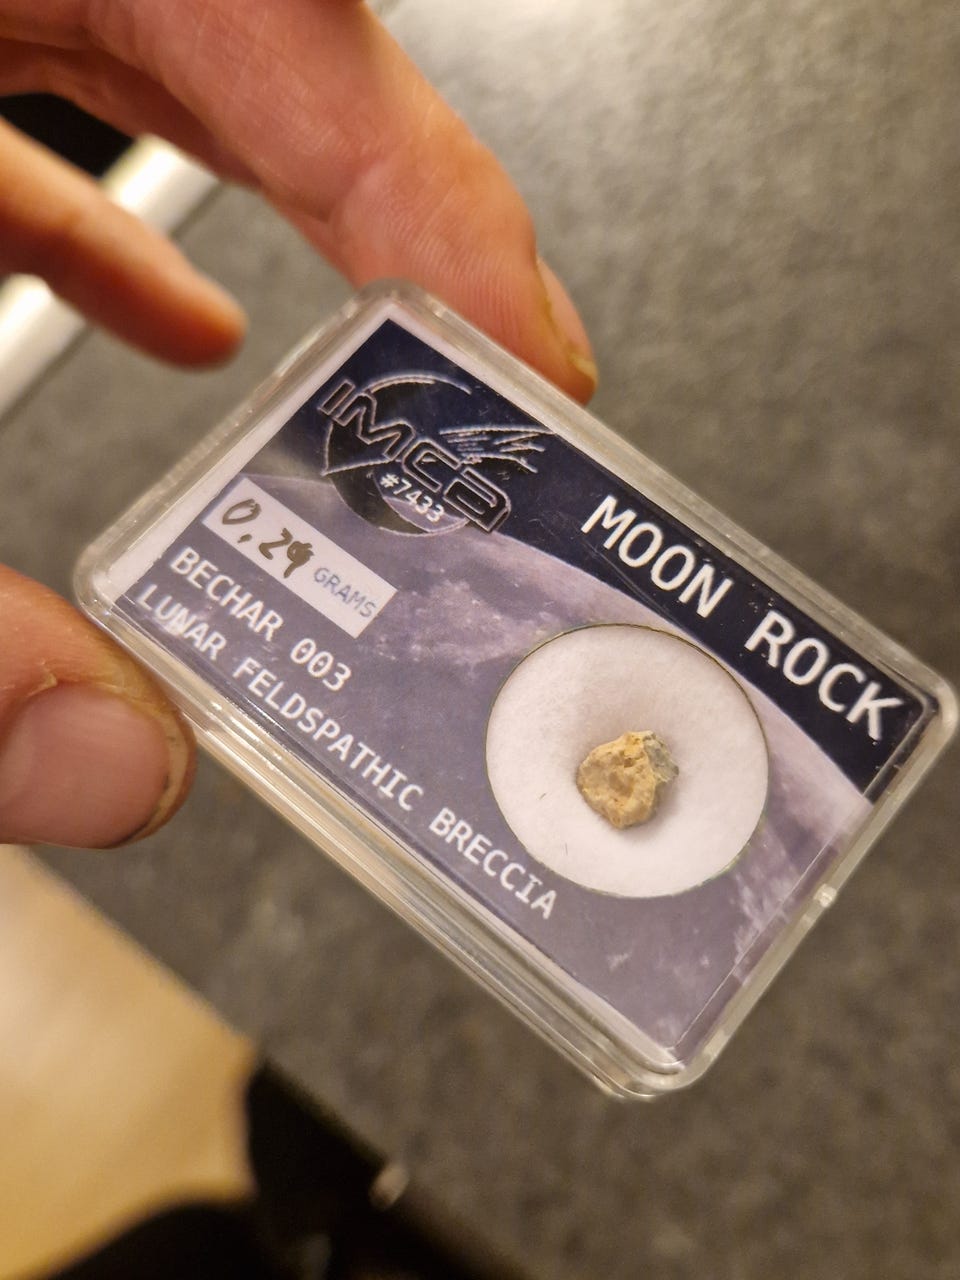 IMCA
#7433
MOON ROCK
0,24 GRAMS
BECHAR 003
LUNAR FELDSPATHIC BRECCIA